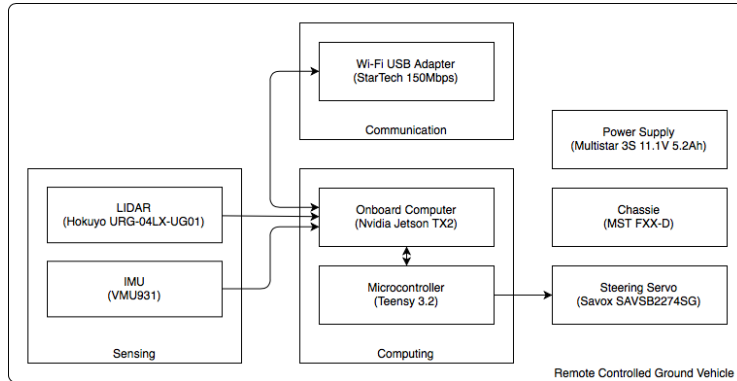 Wi-Fi USB Adapter
(StarTech 150Mbps)
Communication
Power Supply
(Multistar 3S 11.1V 5.2Ah)
LIDAR
(Hokuyo URG-04LX-UG01)
IMU
(VMU931)
Sensing
Onboard Computer
(Nvidia Jetson TX2)
Microcontroller
(Teensy 3.2)
Computing
Chassie
(MST FXX-D)
Steering Servo
(Savox SAVSB2274SG)
Remote Controlled Ground Vehicle